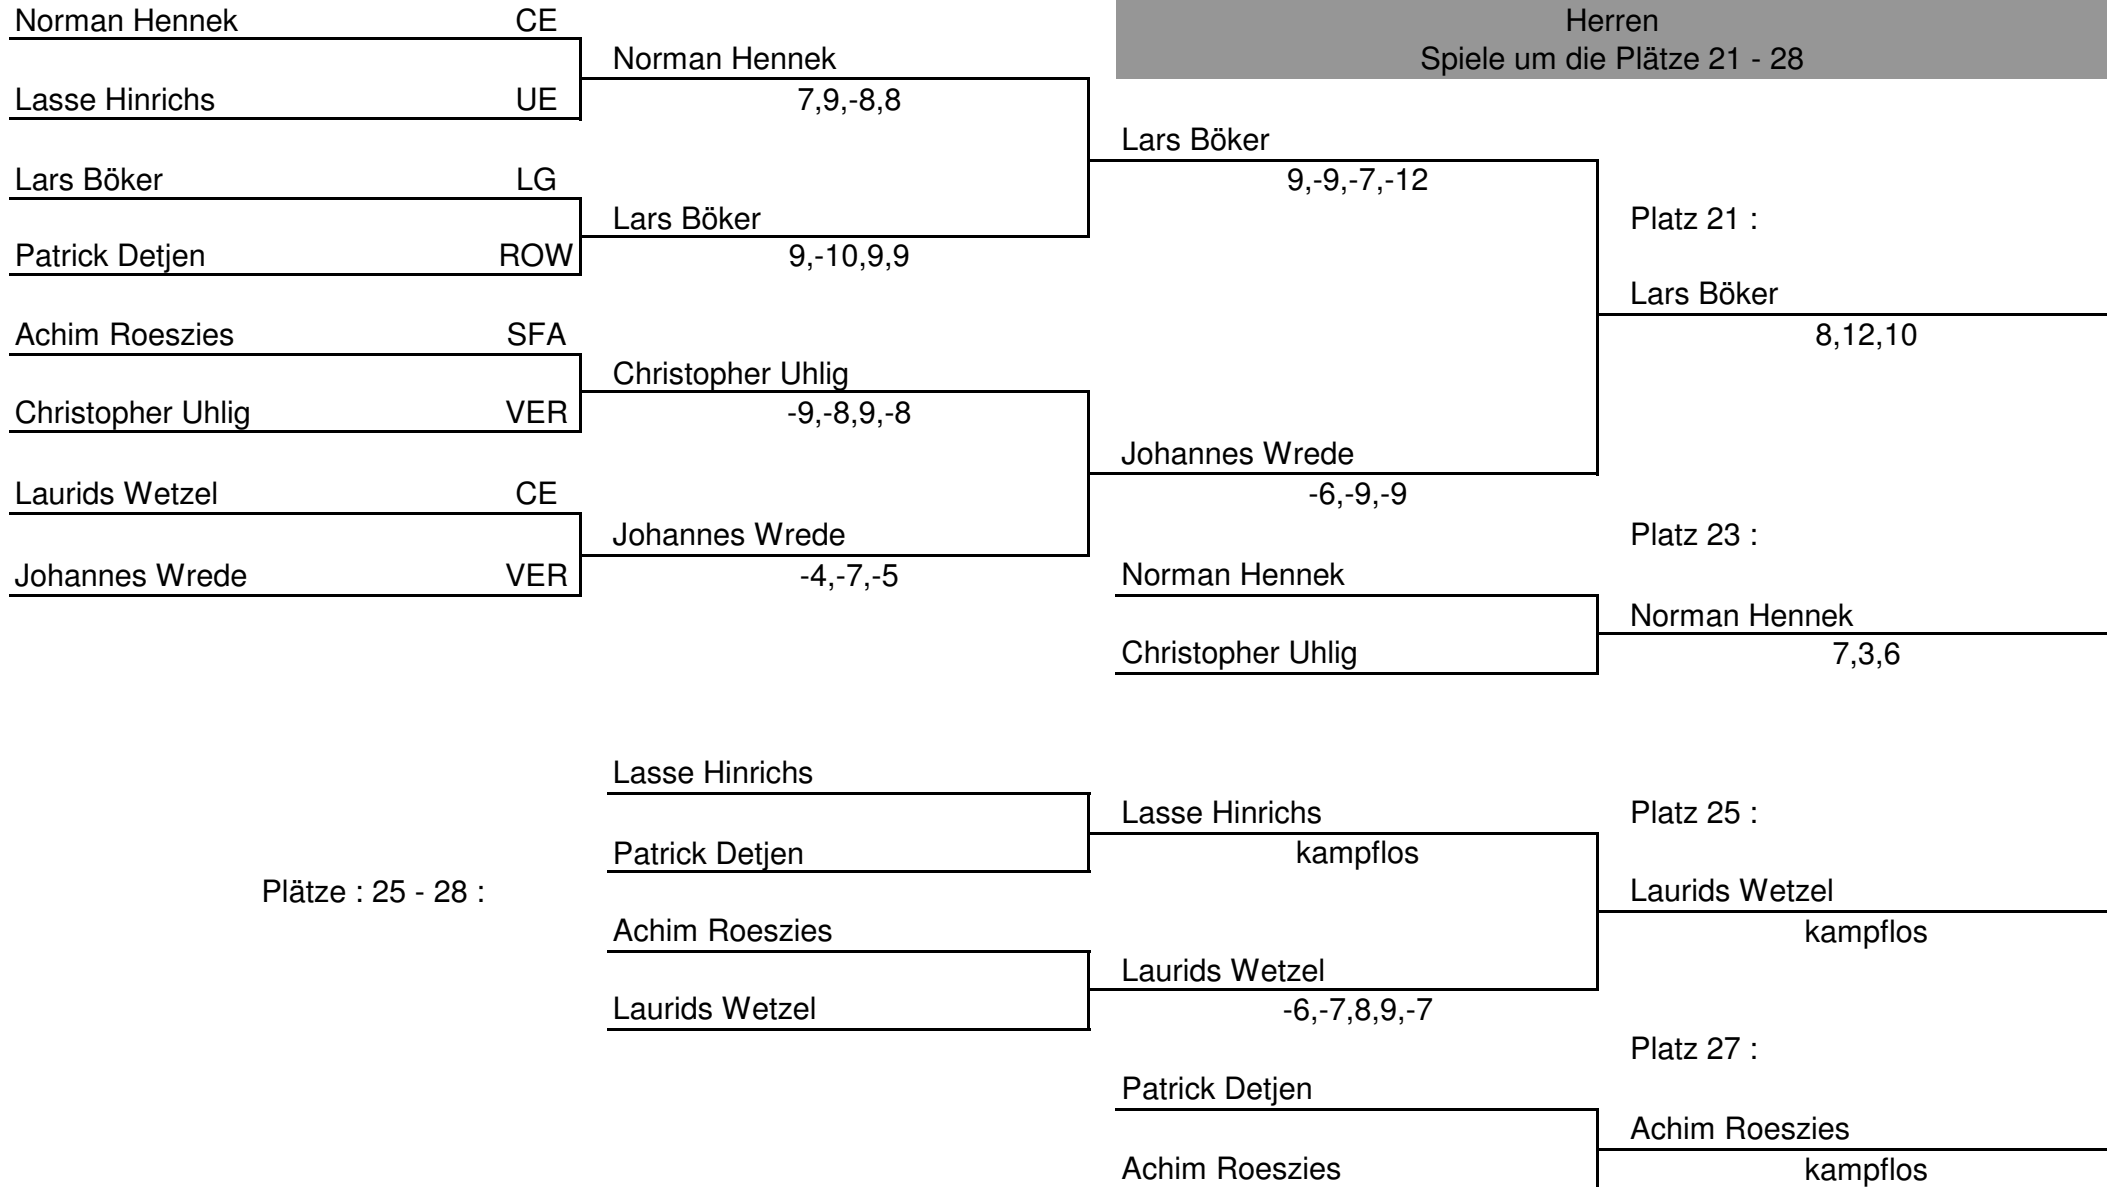 Norman Hennek CE
Herren
Spiele um die Plätze 21 - 28
Norman Hennek
Lasse Hinrichs UE
7,9,-8,8
Lars Böker
Lars Böker LG
9,-9,-7,-12
Lars Böker
Platz 21 :
Patrick Detjen ROW
9,-10,9,9
Lars Böker
Achim Roeszies SFA
8,12,10
Christopher Uhlig
Christopher Uhlig VER
-9,-8,9,-8
Johannes Wrede
Laurids Wetzel CE
-6,-9,-9
Johannes Wrede
Platz 23 :
Johannes Wrede VER
-4,-7,-5
Norman Hennek
Norman Hennek
Christopher Uhlig
7,3,6
Lasse Hinrichs
Lasse Hinrichs
Platz 25 :
Patrick Detjen
kampflos
Plätze : 25 - 28 :
Laurids Wetzel
Achim Roeszies
kampflos
Laurids Wetzel
Laurids Wetzel
-6,-7,8,9,-7
Platz 27 :
Patrick Detjen
Achim Roeszies
Achim Roeszies
kampflos